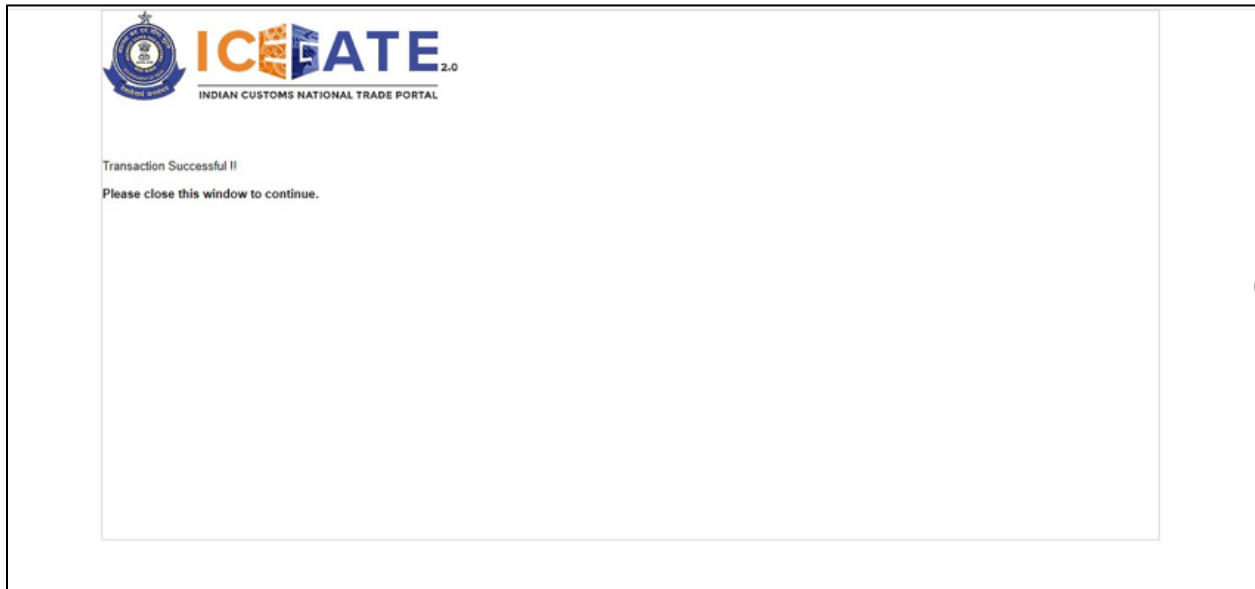 ICEGATE 2.0
INDIAN CUSTOMS NATIONAL TRADE PORTAL
Transaction Successful !!
Please close this window to continue.